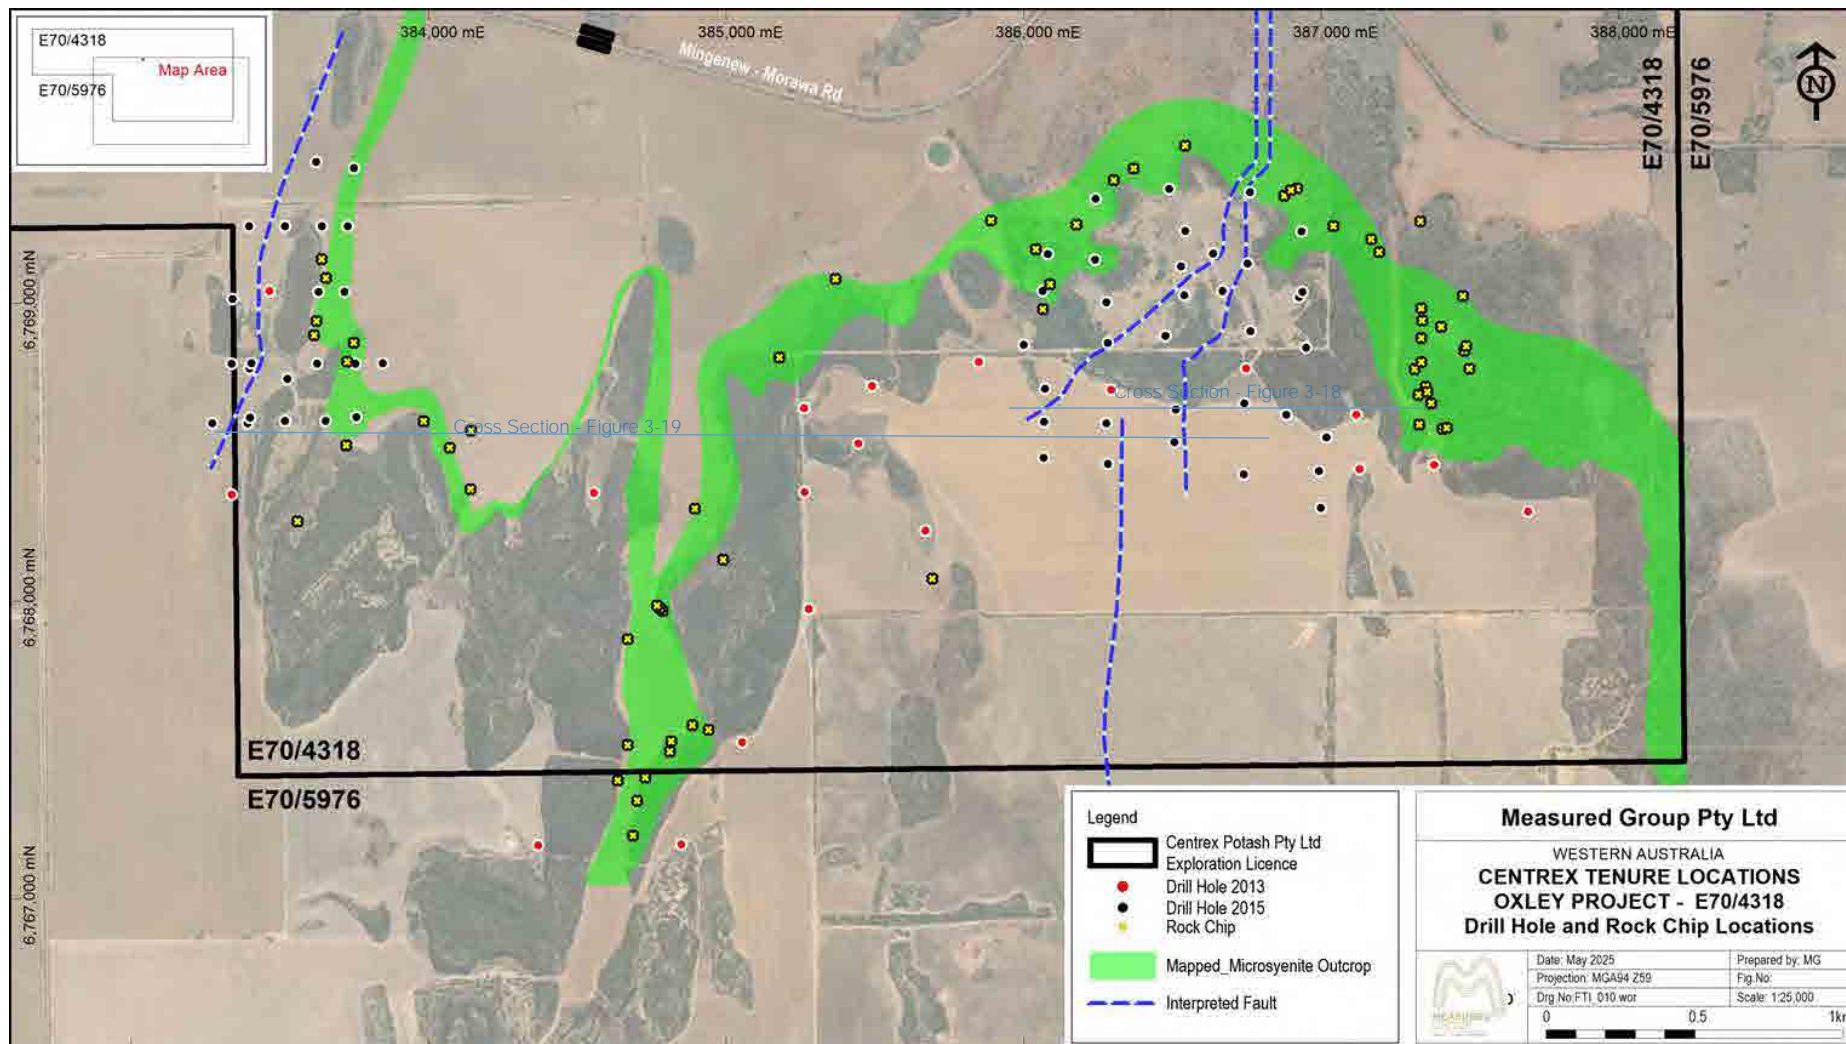 E70/4318
Map Area
E70/5976
384,000 mE
385,000 mE
386,000 mE
387,000 mE
388,000 mE
Mingenew - Morawa Rd
E70/4318
E70/5976
N
6,769,000 mN
6,768,000 mN
6,767,000 mN
Cross Section - Figure 3-18
Cross Section - Figure 3-19
E70/4318
E70/5976
Legend
Centrex Potash Pty Ltd
Exploration Licence
Drill Hole 2013
Drill Hole 2015
Rock Chip
Mapped_Microsyenite Outcrop
Interpreted Fault
Measured Group Pty Ltd
WESTERN AUSTRALIA
CENTREX TENURE LOCATIONS
OXLEY PROJECT - E70/4318
Drill Hole and Rock Chip Locations
Date: May 2025
Prepared by: MG
Projection: MGA94 Z59
Fig.No:
Drg.No:FTI_010.wor
Scale: 1:25,000
0 0.5 1k
MEASURED